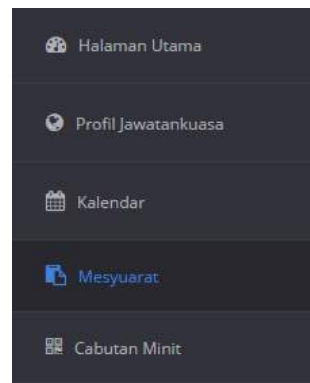 Halaman Utama
Profil Jawatankuasa
Kalendar
Mesyuarat
Cabutan Minit